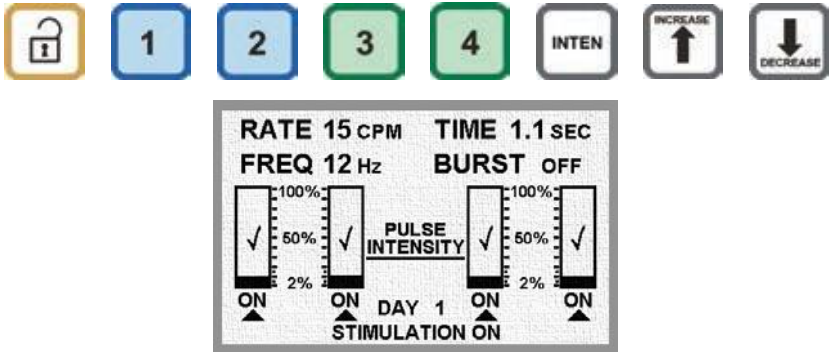 1 2 3 4 INTEN INCREASE DECREASE
RATE 15 CPM TIME 1.1 SEC
FREQ 12 Hz BURST OFF
100% 100%
50% PULSE INTENSITY 50%
2% 2%
ON ON DAY 1 ON ON
STIMULATION ON